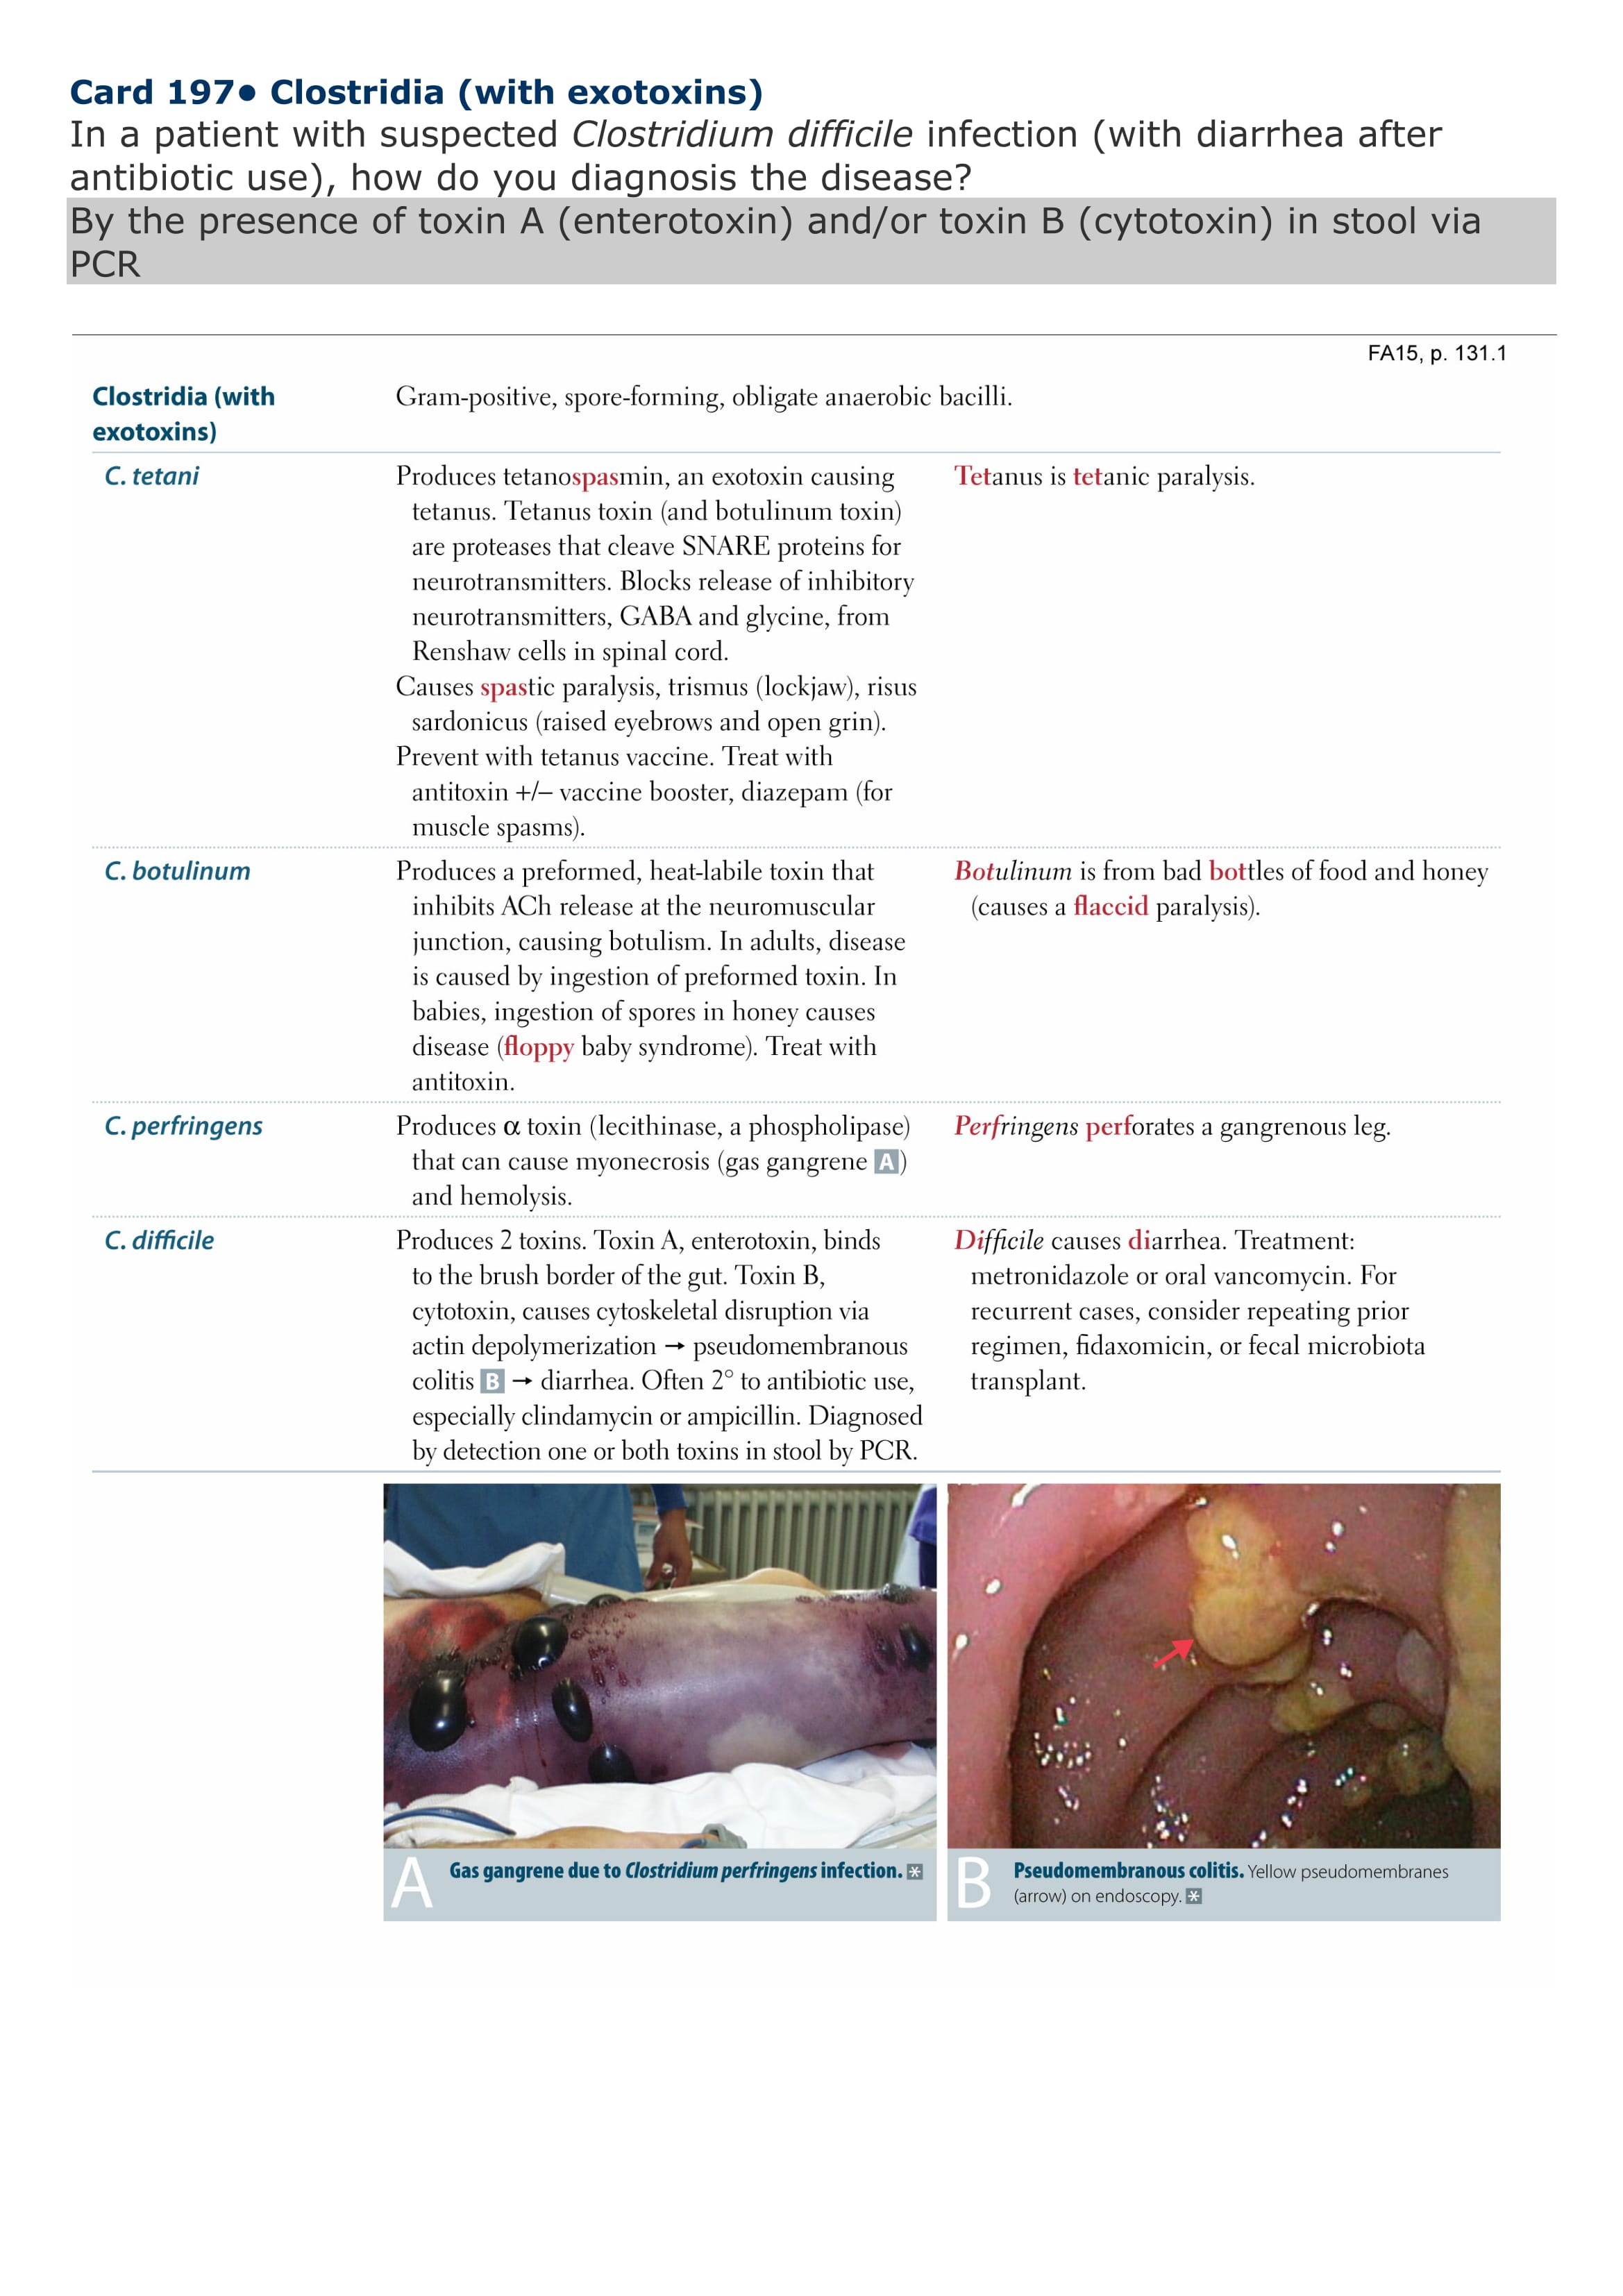 Card 197• Clostridia (with exotoxins)
In a patient with suspected Clostridium difficile infection (with diarrhea after
antibiotic use), how do you diagnosis the disease?
By the presence of toxin A (enterotoxin) and/or toxin B (cytotoxin) in stool via
PCR
FA15, p. 131.1
Clostridia (with
exotoxins)
Gram-positive, spore-forming, obligate anaerobic bacilli.
C. tetani
Produces tetanospasmin, an exotoxin causing
tetanus. Tetanus toxin (and botulinum toxin)
are proteases that cleave SNARE proteins for
neurotransmitters. Blocks release of inhibitory
neurotransmitters, GABA and glycine, from
Renshaw cells in spinal cord.
Causes spastic paralysis, trismus (lockjaw), risus
sardonicus (raised eyebrows and open grin).
Prevent with tetanus vaccine. Treat with
antitoxin +/– vaccine booster, diazepam (for
muscle spasms).
Tetanus is tetanic paralysis.
C. botulinum
Produces a preformed, heat-labile toxin that
inhibits ACh release at the neuromuscular
junction, causing botulism. In adults, disease
is caused by ingestion of preformed toxin. In
babies, ingestion of spores in honey causes
disease (floppy baby syndrome). Treat with
antitoxin.
Botulinum is from bad bottles of food and honey
(causes a flaccid paralysis).
C. perfringens
Produces α toxin (lecithinase, a phospholipase)
that can cause myonecrosis (gas gangrene A)
and hemolysis.
Perfringens perforates a gangrenous leg.
C. difficile
Produces 2 toxins. Toxin A, enterotoxin, binds
to the brush border of the gut. Toxin B,
cytotoxin, causes cytoskeletal disruption via
actin depolymerization → pseudomembranous
colitis B → diarrhea. Often 2° to antibiotic use,
especially clindamycin or ampicillin. Diagnosed
by detection one or both toxins in stool by PCR.
Difficile causes diarrhea. Treatment:
metronidazole or oral vancomycin. For
recurrent cases, consider repeating prior
regimen, fidaxomicin, or fecal microbiota
transplant.
A Gas gangrene due to Clostridium perfringens infection. *
B Pseudomembranous colitis. Yellow pseudomembranes
(arrow) on endoscopy. *